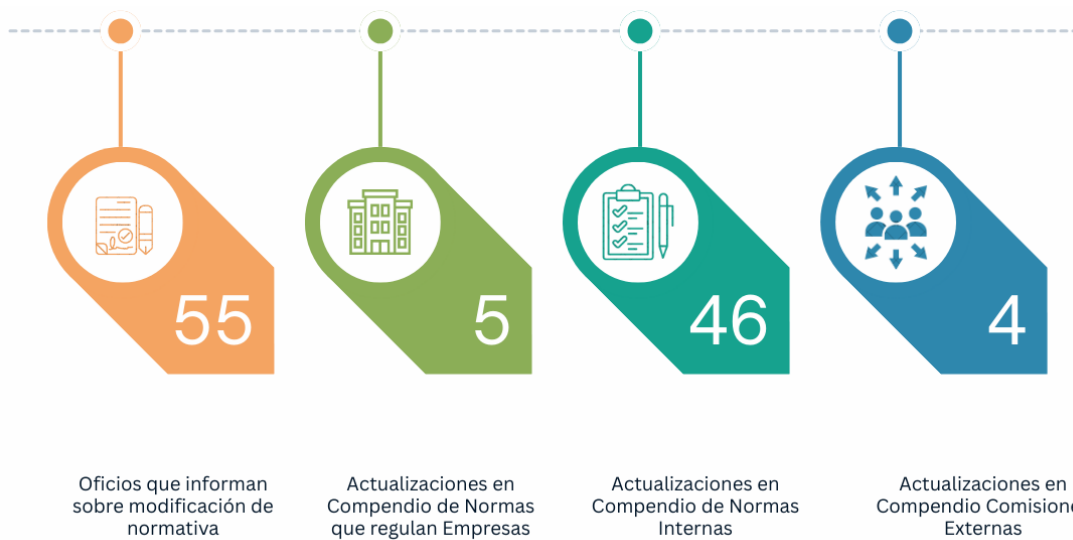 55
5
46
4
Oficios que informan
sobre modificación de
normativa
Actualizaciones en
Compendio de Normas
que regulan Empresas
Actualizaciones en
Compendio de Normas
Internas
Actualizaciones en
Compendio Comisione
Externas